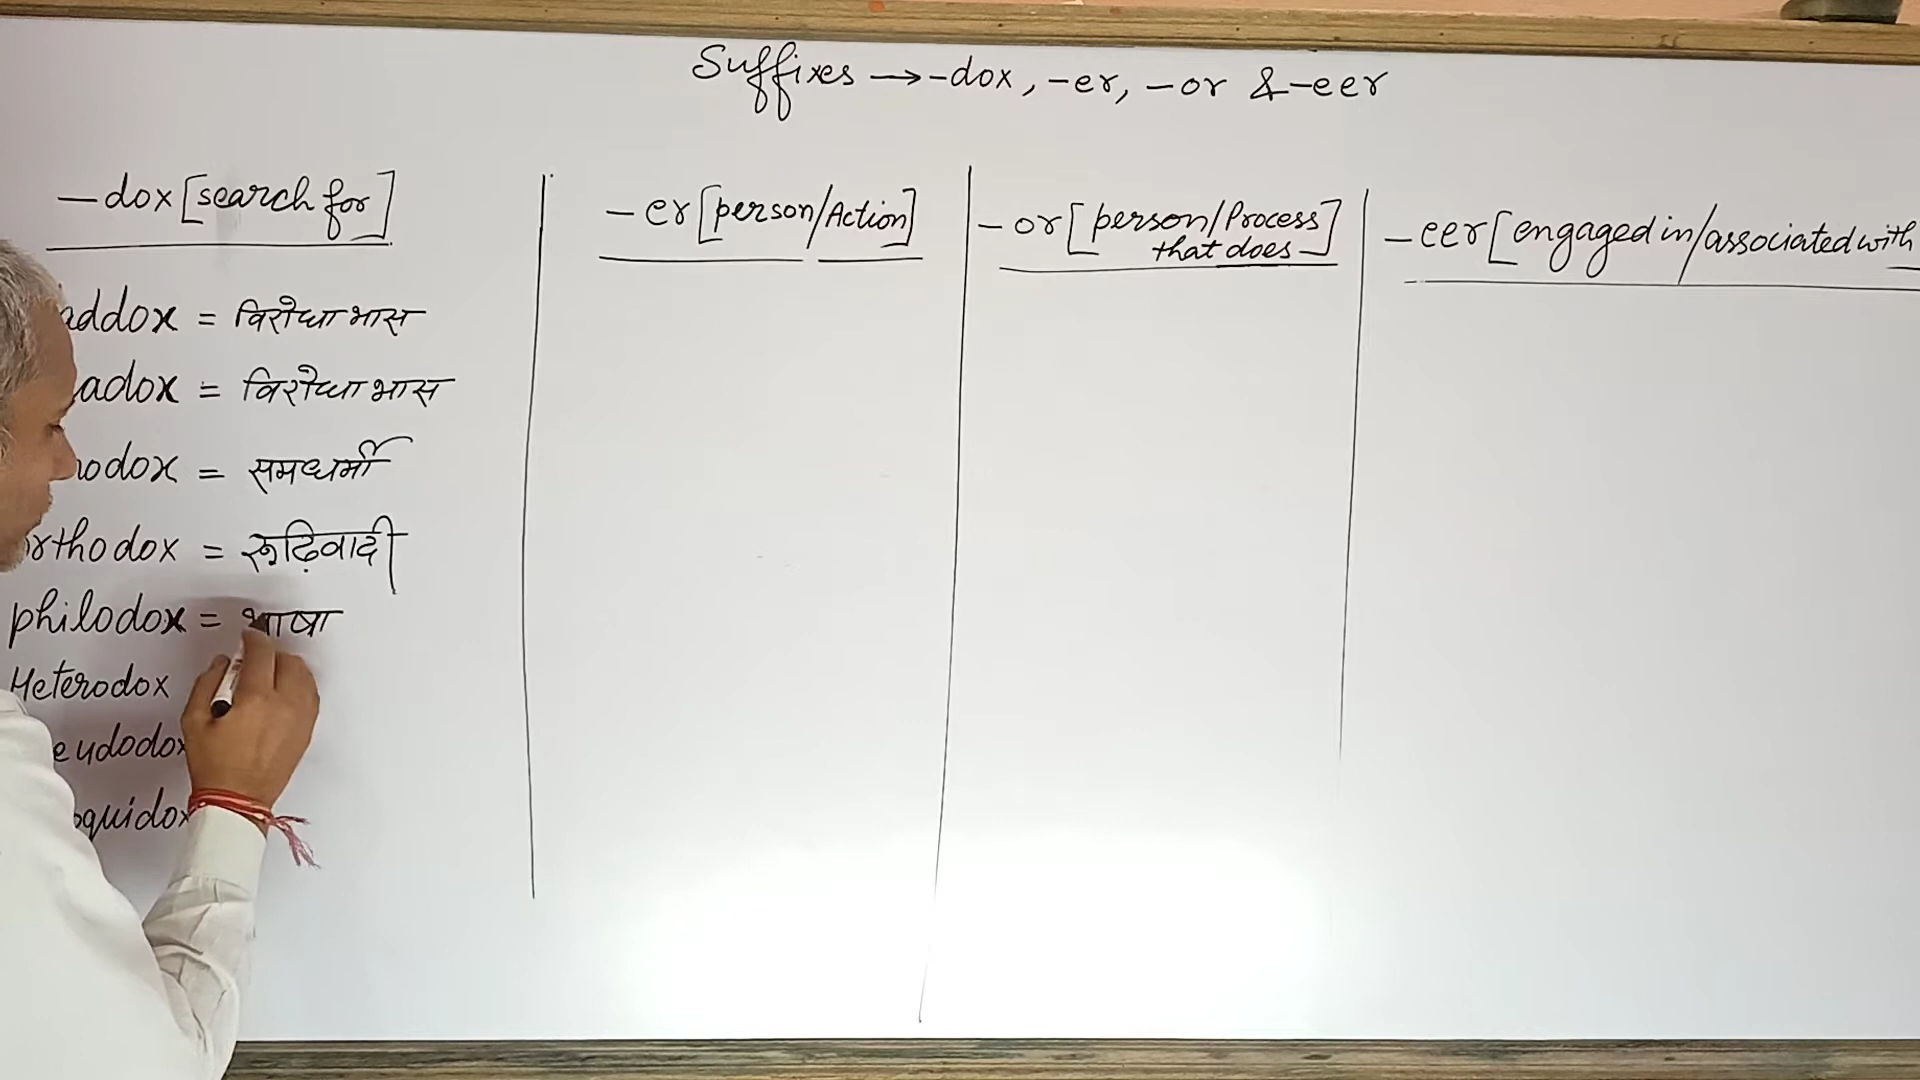 Suffixes → -dox, -er, -or & -eer
-dox [search for]
addox = विरोधाभास
adox = विरोधाभास
odox = समधर्मी
rthodox = रूढ़िवादी
philodox = भाषा
Heterodox
eudodox
oquidox
-er [person/Action]
-or [person/Process
that does]
-eer [engaged in/associated with